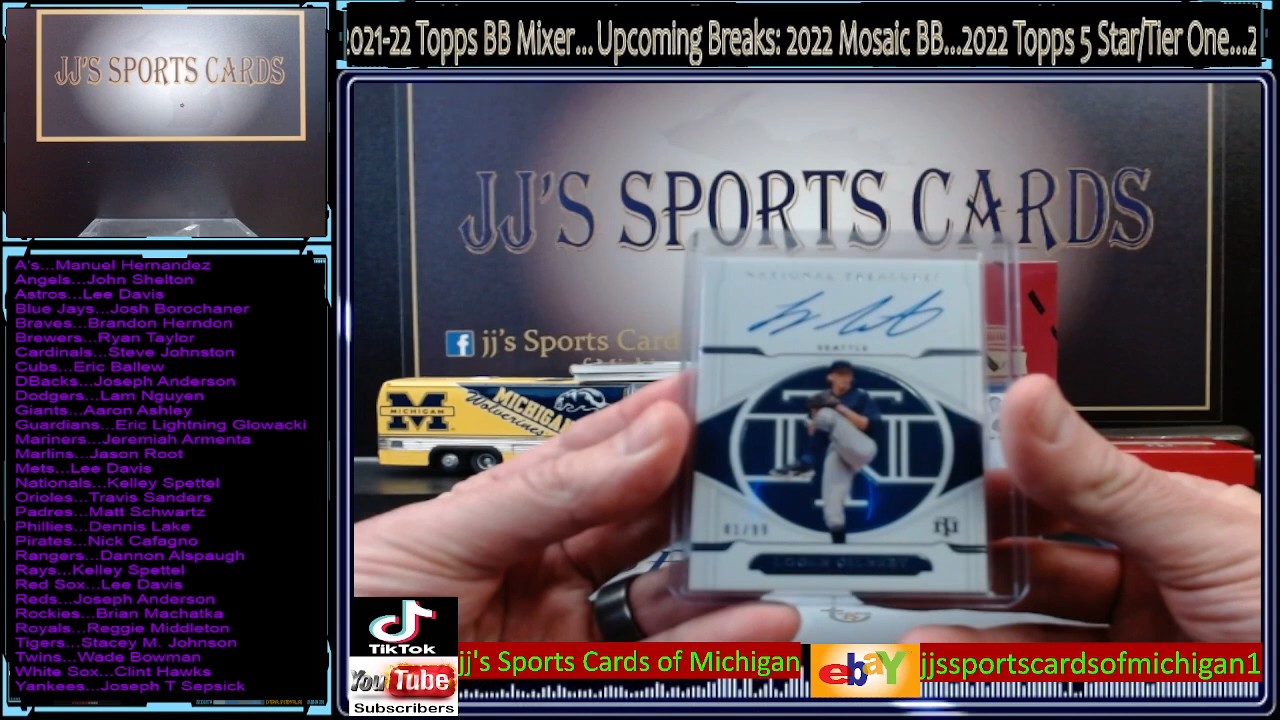 021-22 Topps BB Mixer... Upcoming Breaks: 2022 Mosaic BB...2022 Topps 5 Star/Tier One...2
JJ'S SPORTS CARDS
A's...Manuel Hernandez
Angels...John Shelton
Astros...Lee Davis
Blue Jays...Josh Borochaner
Braves...Brandon Herndon
Brewers...Ryan Taylor
Cardinals...Steve Johnston
Cubs...Eric Ballew
DBacks...Joseph Anderson
Dodgers...Lam Nguyen
Giants...Aaron Ashley
Guardians...Eric Lightning Glowacki
Mariners...Jeremiah Armenta
Marlins...Jason Root
Mets...Lee Davis
Nationals...Kelley Spettel
Orioles...Travis Sanders
Padres...Matt Schwartz
Phillies...Dennis Lake
Pirates...Nick Cafagno
Rangers...Dannon Alspaugh
Rays...Kelley Spettel
Red Sox...Lee Davis
Reds...Joseph Anderson
Rockies...Brian Machatka
Royals...Reggie Middleton
Tigers...Stacey M. Johnson
Twins...Wade Bowman
White Sox...Clint Hawks
Yankees...Joseph T Sepsick
JJ'S SPORTS CARDS
jj's Sports Card
MICHIGAN
MICHIGAN
Wolverines
NATIONAL TREASURES
SEATTLE
NT
LOGAN GILBERT
TikTok
YouTube
Subscribers
jj's Sports Cards of Michigan
ebaY
jjssportscardsofmichigan1